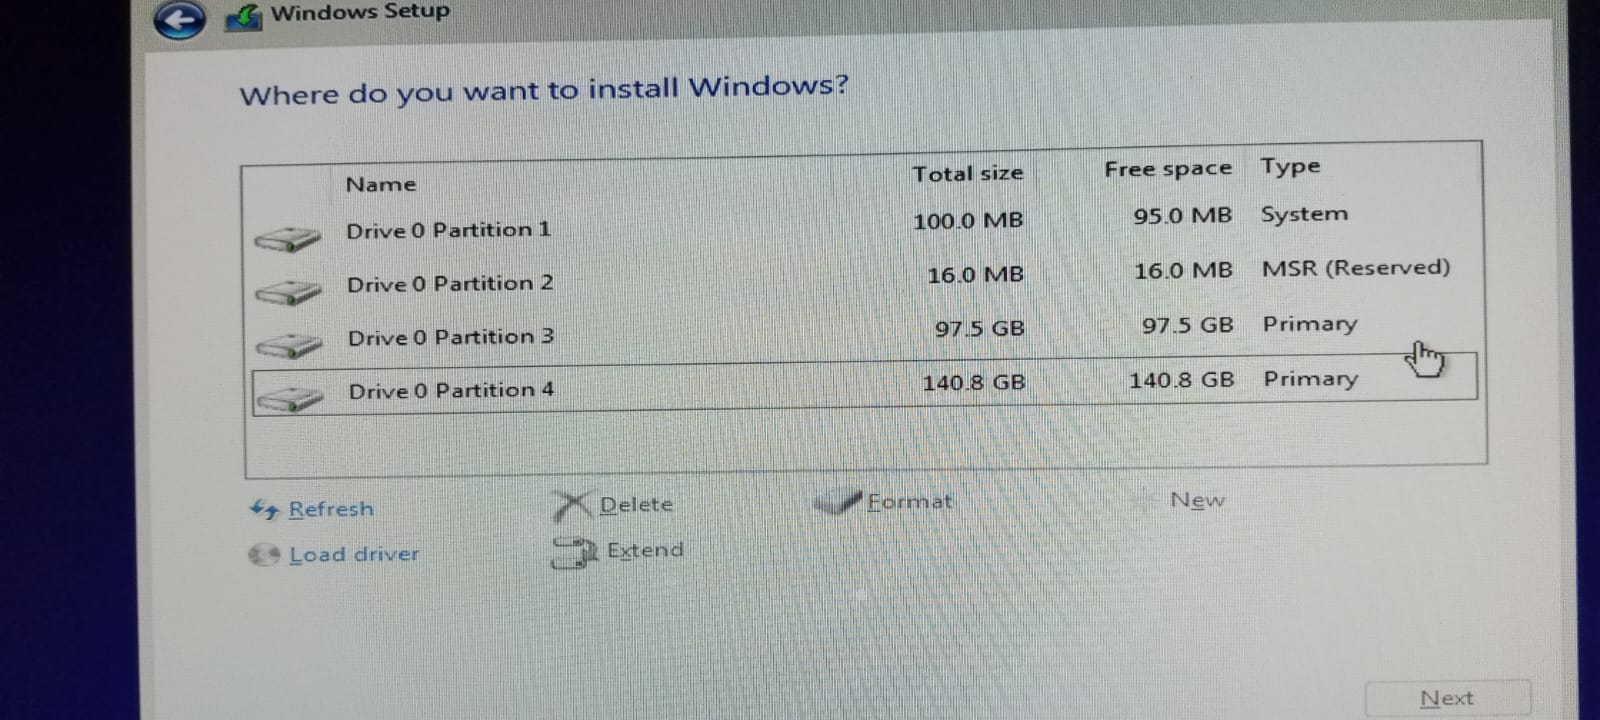 Windows Setup
Where do you want to install Windows?
Name Total size Free space Type
Drive 0 Partition 1 100.0 MB 95.0 MB System
Drive 0 Partition 2 16.0 MB 16.0 MB MSR (Reserved)
Drive 0 Partition 3 97.5 GB 97.5 GB Primary
Drive 0 Partition 4 140.8 GB 140.8 GB Primary
Refresh Delete Format New
Load driver Extend
Next